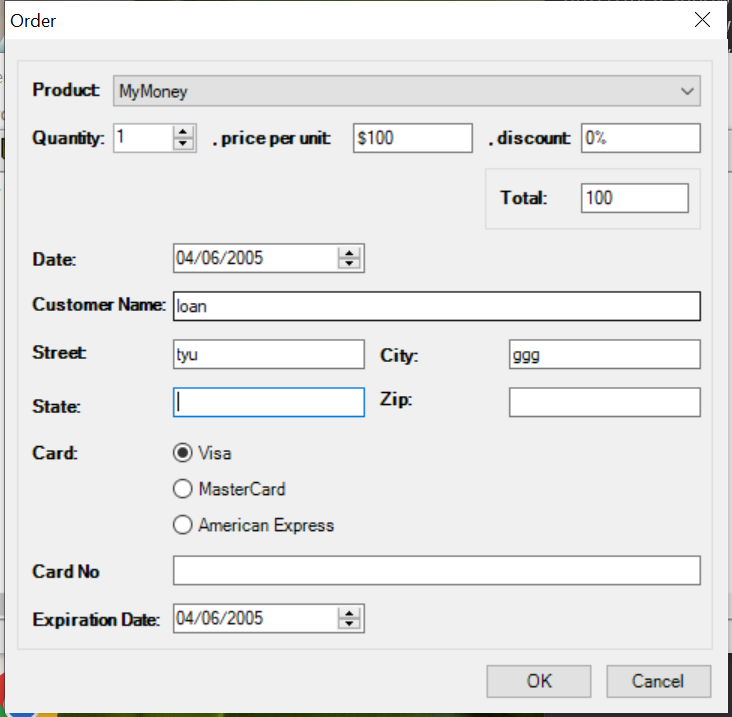 Order
Product: MyMoney
Quantity: 1 , price per unit: $100 , discount: 0%
Total: 100
Date: 04/06/2005
Customer Name: loan
Street: tyu City: ggg
State: Zip:
Card: Visa
MasterCard
American Express
Card No
Expiration Date: 04/06/2005
OK Cancel